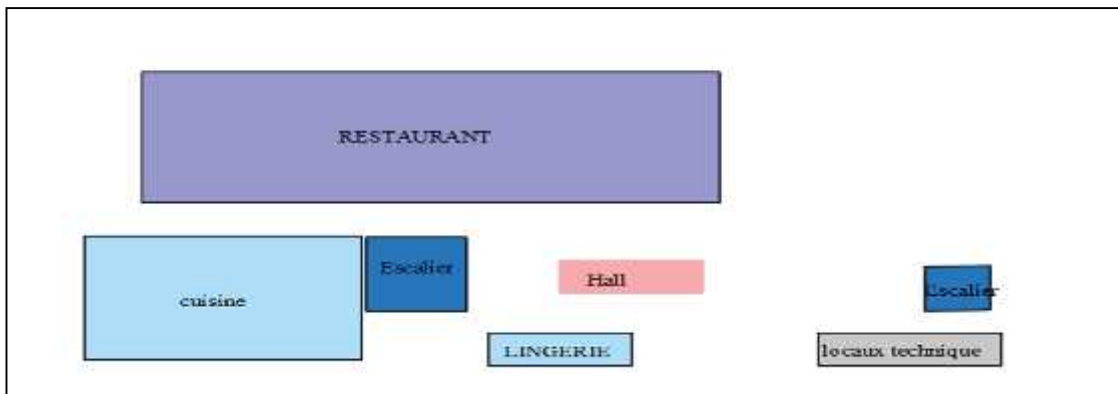 RESTAURANT
Escalier
cuisine
Hall
Escalier
LINGERIE
locaux technique